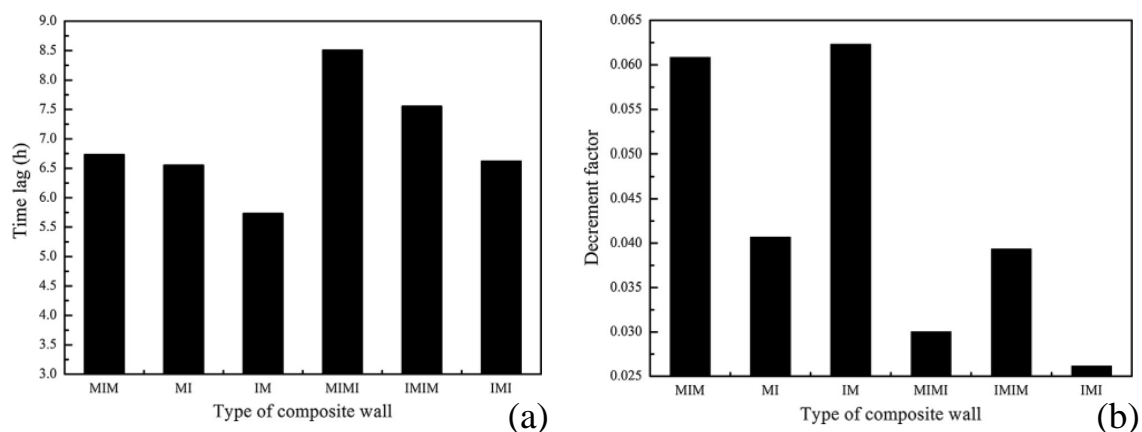 9.0
8.5
8.0
7.5
7.0
6.5
6.0
5.5
5.0
4.5
4.0
3.5
3.0
Time lag (h)
MIM MI IM MIMI IMIM IMI
Type of composite wall
(a)
0.065
0.060
0.055
0.050
0.045
0.040
0.035
0.030
0.025
Decrement factor
MIM MI IM MIMI IMIM IMI
Type of composite wall
(b)